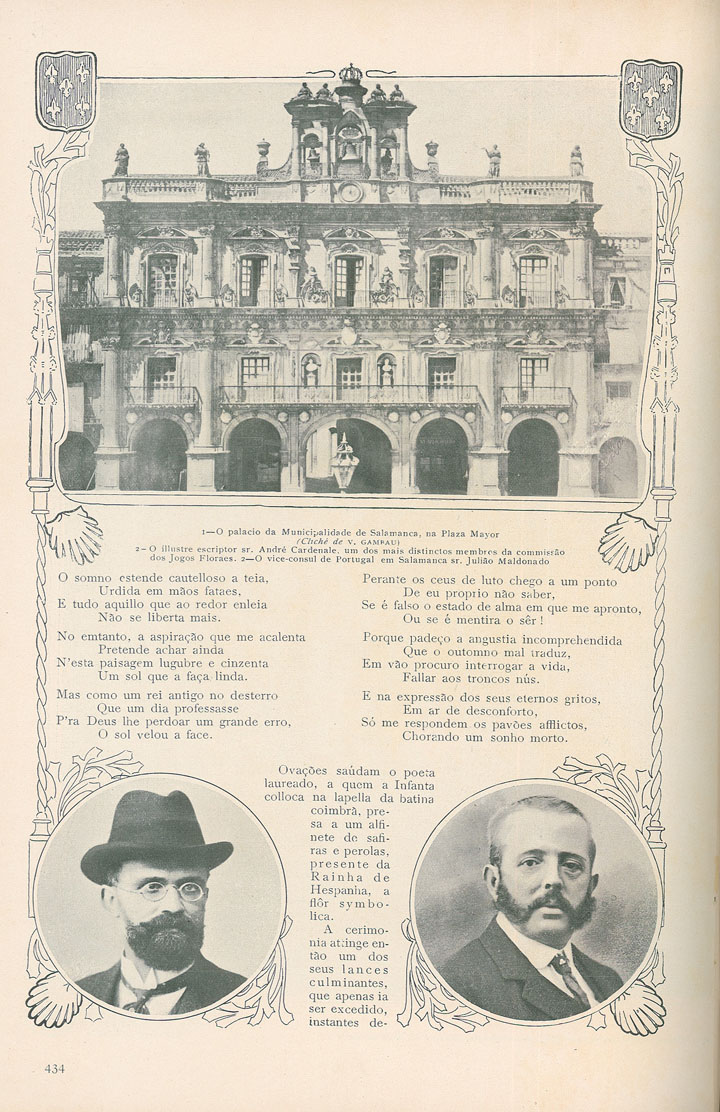 1—O palacio da Municipalidade de Salamanca, na Plaza Mayor
(Cliché de V. GAMBAU)
2—O illustre escriptor sr. André Cardenale, um dos mais distinctos membros da commissão
dos Jogos Floraes. 2—O vice-consul de Portugal em Salamanca sr. Julião Maldonado
O somno estende cautelloso a teia,
Urdida em mãos fataes,
E tudo aquillo que ao redor enleia
Não se liberta mais.
No emtanto, a aspiração que me acalenta
Pretende achar ainda
N'esta paisagem lugubre e cinzenta
Um sol que a faça linda.
Mas como um rei antigo no desterro
Que um dia professasse
P'ra Deus lhe perdoar um grande erro,
O sol velou a face.
Perante os ceus de luto chego a um ponto
De eu proprio não saber,
Se é falso o estado de alma em que me apronto,
Ou se é mentira o sêr!
Porque padeço a angustia incomprehendida
Que o outomno mal traduz,
Em vão procuro interrogar a vida,
Fallar aos troncos nús.
E na expressão dos seus eternos gritos,
Em ar de desconforto,
Só me respondem os pavões afflictos,
Chorando um sonho morto.
Ovações saúdam o poeta
laureado, a quem a Infanta
colloca na lapella da batina
coimbrã, pre-
sa a um alfi-
nete de safi-
ras e perolas,
presente da
Rainha de
Hespanha, a
flôr symbo-
lica.
A cerimo-
nia atinge en-
tão um dos
seus lances
culminantes,
que apenas ia
ser excedido,
instantes de-
434